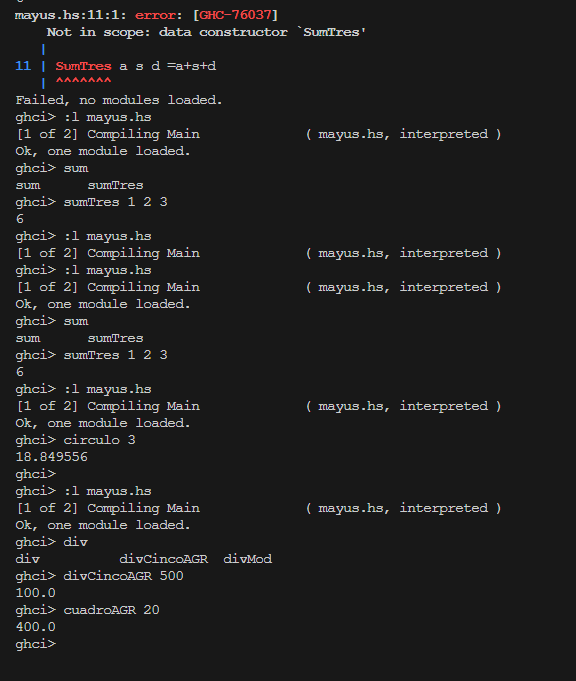 mayus.hs:11:1: error: [GHC-76037]
    Not in scope: data constructor `SumTres'
   |
11 | SumTres a s d =a+s+d
   | ^^^^^^^
Failed, no modules loaded.
ghci> :l mayus.hs
[1 of 2] Compiling Main             ( mayus.hs, interpreted )
Ok, one module loaded.
ghci> sum
sum      sumTres
ghci> sumTres 1 2 3
6
ghci> :l mayus.hs
[1 of 2] Compiling Main             ( mayus.hs, interpreted )
ghci> :l mayus.hs
[1 of 2] Compiling Main             ( mayus.hs, interpreted )
Ok, one module loaded.
ghci> sum
sum      sumTres
ghci> sumTres 1 2 3
6
ghci> :l mayus.hs
[1 of 2] Compiling Main             ( mayus.hs, interpreted )
Ok, one module loaded.
ghci> circulo 3
18.849556
ghci>
ghci> :l mayus.hs
[1 of 2] Compiling Main             ( mayus.hs, interpreted )
Ok, one module loaded.
ghci> div
div          divCincoAGR  divMod
ghci> divCincoAGR 500
100.0
ghci> cuadroAGR 20
400.0
ghci>